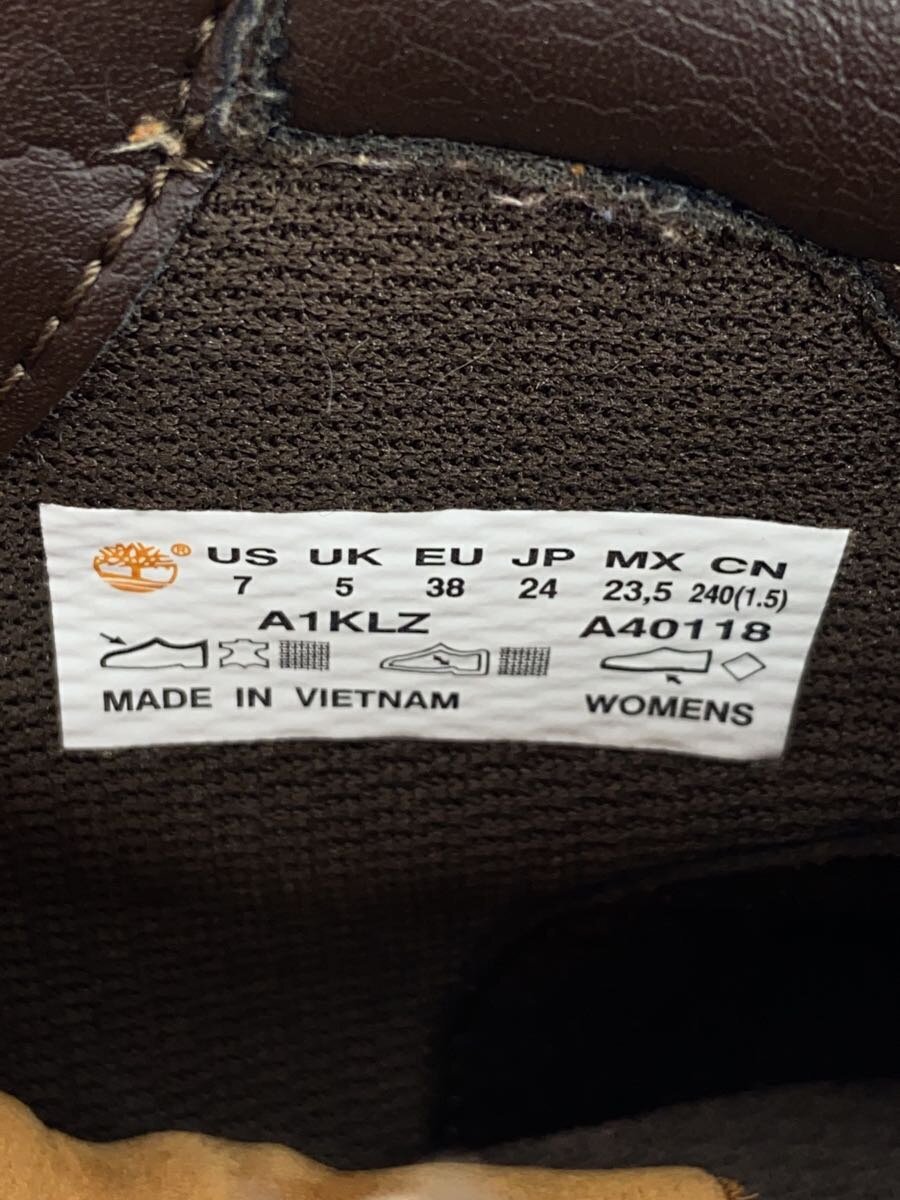 ® US UK EU JP MX CN
7 5 38 24 23,5 240(1.5)
A1KLZ A40118
MADE IN VIETNAM WOMENS